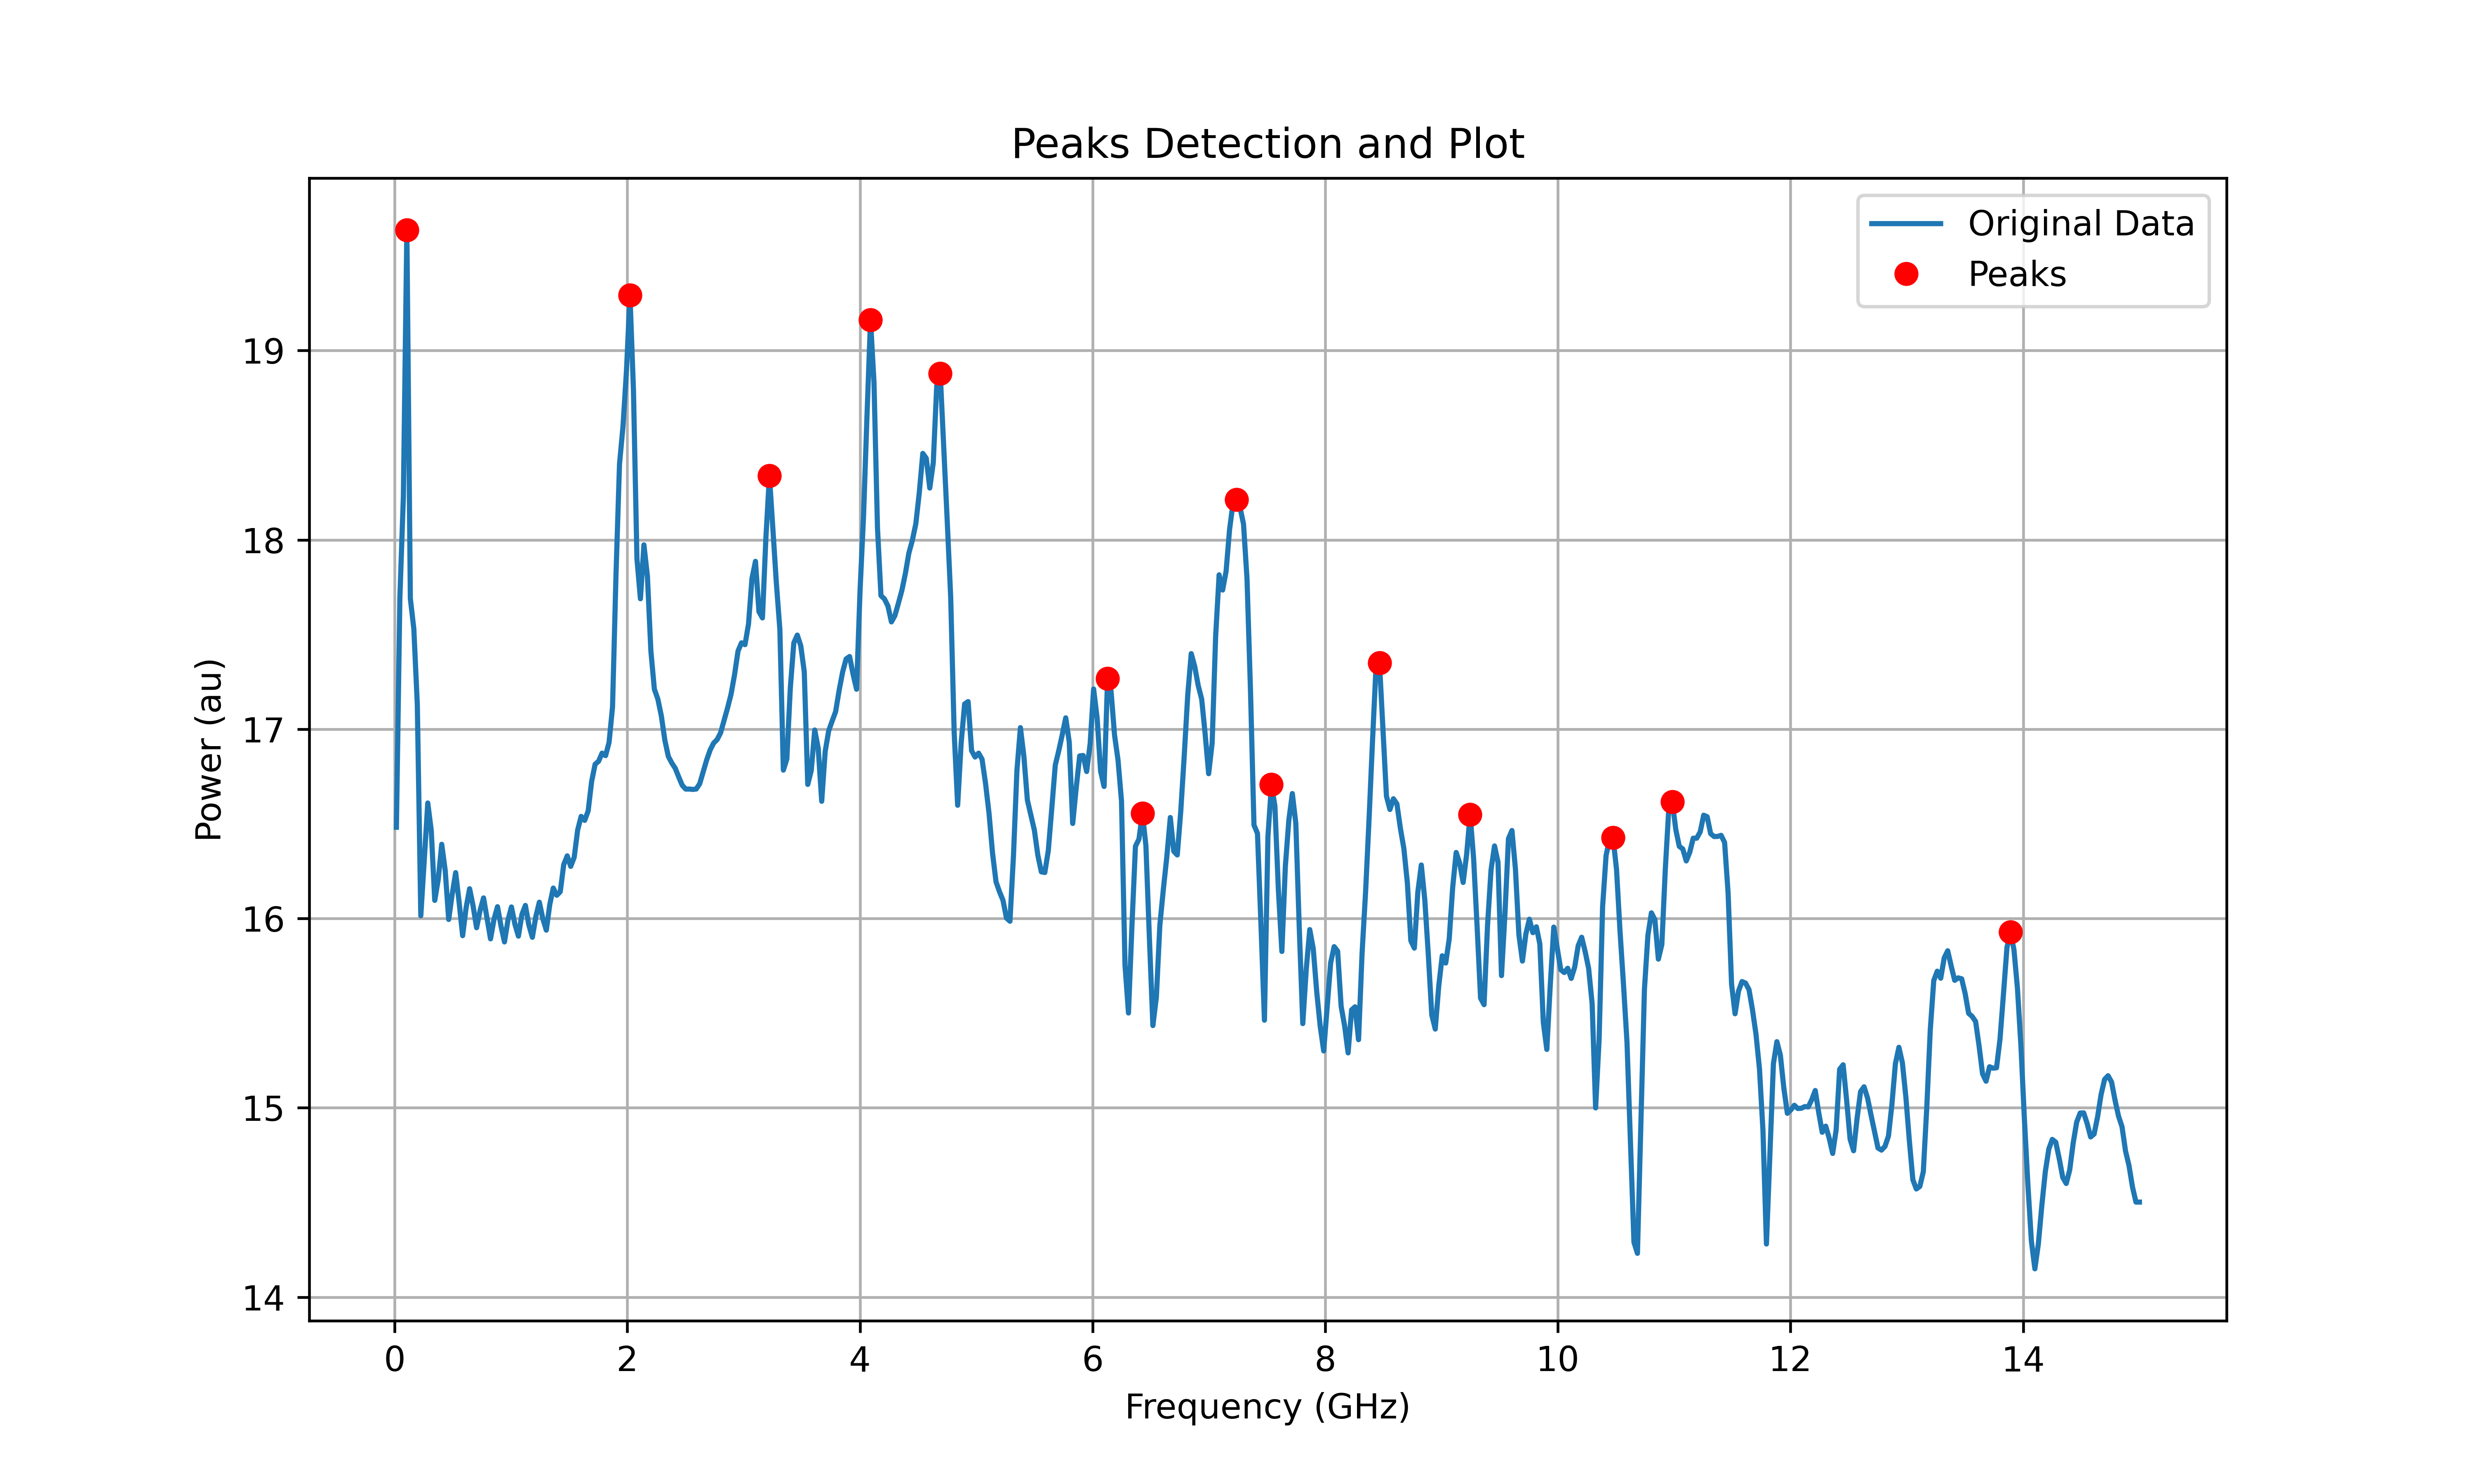 Peaks Detection and Plot
Original Data
Peaks
19
18
17
16
15
14
Power (au)
0 2 4 6 8 10 12 14
Frequency (GHz)